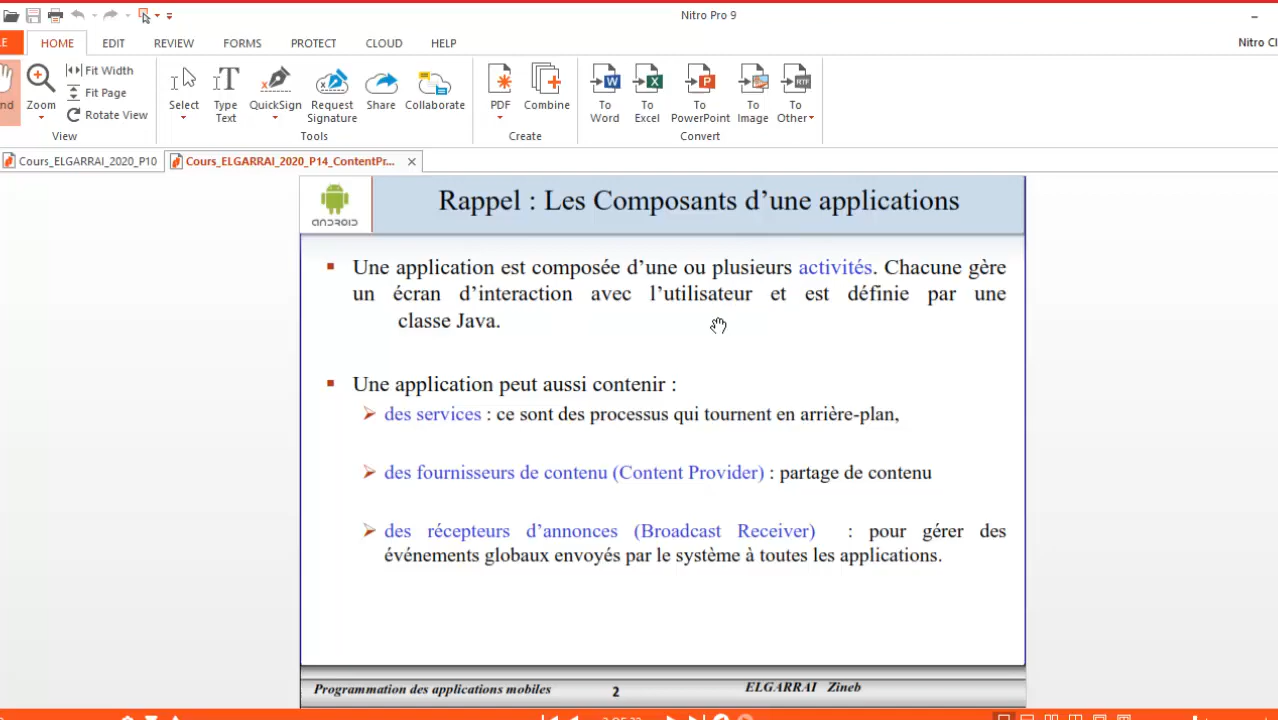 Nitro Pro 9
HOME EDIT REVIEW FORMS PROTECT CLOUD HELP
Fit Width
Fit Page
Rotate View
Zoom
View
Select
Type Text
QuickSign
Request Signature
Share
Collaborate
Tools
PDF
Combine
Create
To Word
To Excel
To PowerPoint
To Image
To Other
Convert
Cours_ELGARRAI_2020_P10
Cours_ELGARRAI_2020_P14_ContentPr...
ANDROID
Rappel : Les Composants d’une applications
Une application est composée d’une ou plusieurs activités. Chacune gère
un écran d’interaction avec l’utilisateur et est définie par une
classe Java.
Une application peut aussi contenir :
des services : ce sont des processus qui tournent en arrière-plan,
des fournisseurs de contenu (Content Provider) : partage de contenu
des récepteurs d’annonces (Broadcast Receiver) : pour gérer des
événements globaux envoyés par le système à toutes les applications.
Programmation des applications mobiles 2 ELGARRAI Zineb